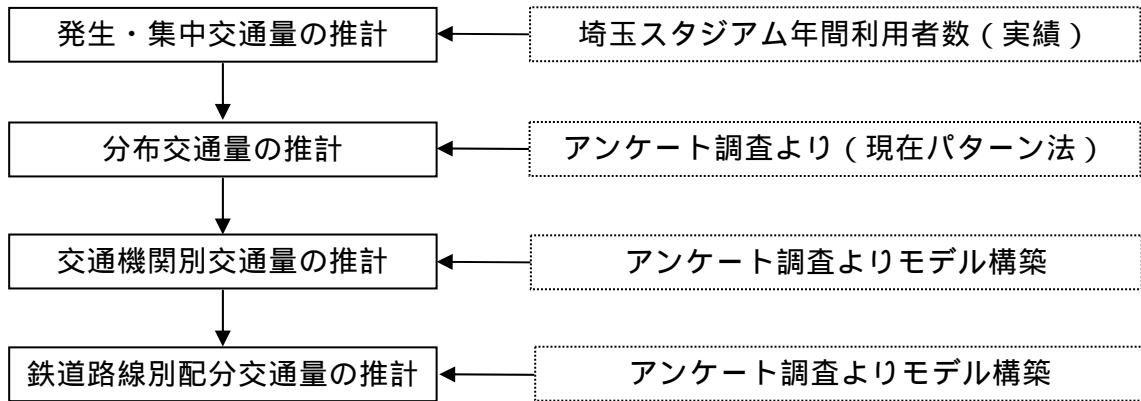 発生・集中交通量の推計
埼玉スタジアム年間利用者数（実績）
分布交通量の推計
アンケート調査より（現在パターン法）
交通機関別交通量の推計
アンケート調査よりモデル構築
鉄道路線別配分交通量の推計
アンケート調査よりモデル構築